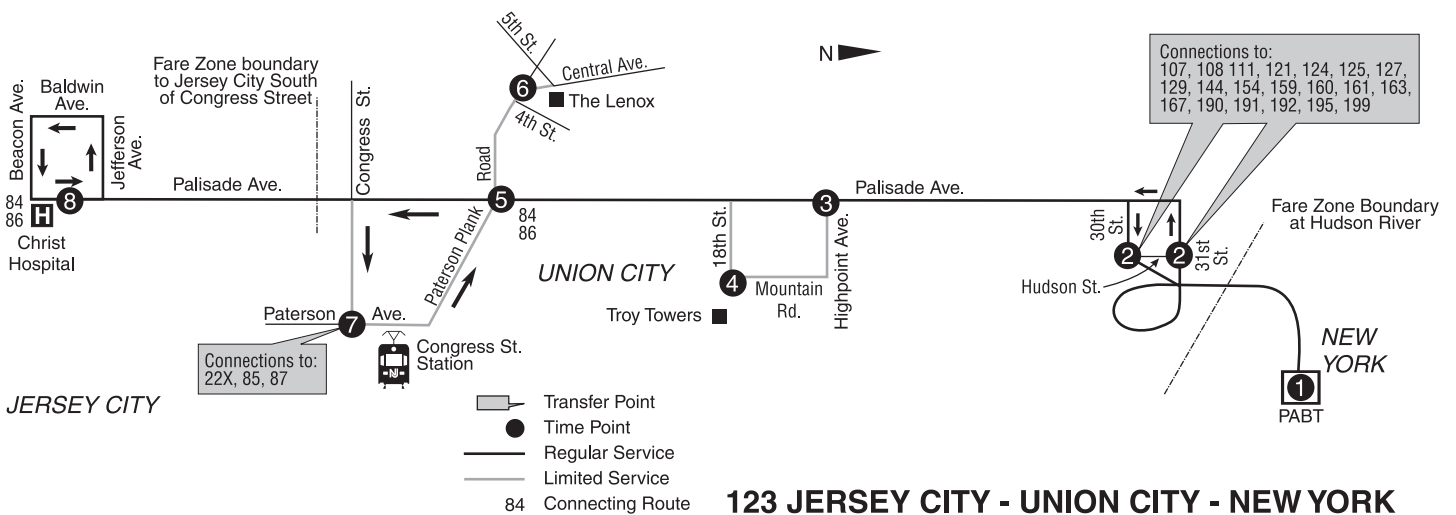 5th St.
Central Ave.
6
The Lenox
4th St.
N
Connections to:
107, 108 111, 121, 124, 125, 127,
129, 144, 154, 159, 160, 161, 163,
167, 190, 191, 192, 195, 199
Fare Zone boundary
to Jersey City South
of Congress Street
Beacon Ave.
Baldwin
Ave.
Jefferson
Ave.
Congress St.
Road
Palisade Ave.
84
86
H
8
Christ
Hospital
5
84
86
Paterson Plank
Palisade Ave.
3
18th St.
Highpoint Ave.
4
Mountain
Rd.
Troy Towers
UNION CITY
30th
St.
31st
St.
2
2
Hudson St.
Fare Zone Boundary
at Hudson River
Paterson
Ave.
7
Connections to:
22X, 85, 87
NJ
Congress St.
Station
JERSEY CITY
NEW
YORK
1
PABT
Transfer Point
Time Point
Regular Service
Limited Service
84 Connecting Route
123 JERSEY CITY - UNION CITY - NEW YORK